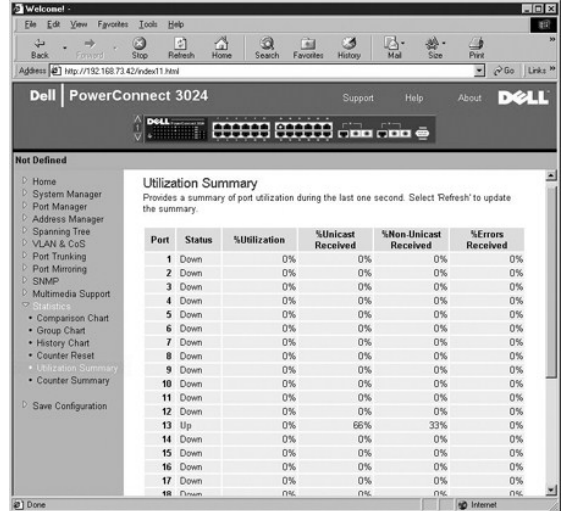 Welcome! -
File Edit View Favorites Tools Help
Back Forward Stop Refresh Home Search Favorites History Mail Size Print
Address http://192.168.73.42/index11.html Go Links »
Dell | PowerConnect 3024 Support Help About DELL
DELL
1
Not Defined
Home
System Manager
Port Manager
Address Manager
Spanning Tree
VLAN & CoS
Port Trunking
Port Mirroring
SNMP
Multimedia Support
Statistics
• Comparison Chart
• Group Chart
• History Chart
• Counter Reset
• Utilization Summary
• Counter Summary
Save Configuration
Utilization Summary
Provides a summary of port utilization during the last one second. Select 'Refresh' to update
the summary.
Port Status %Utilization %Unicast Received %Non-Unicast Received %Errors Received
1 Down 0% 0% 0% 0%
2 Down 0% 0% 0% 0%
3 Down 0% 0% 0% 0%
4 Down 0% 0% 0% 0%
5 Down 0% 0% 0% 0%
6 Down 0% 0% 0% 0%
7 Down 0% 0% 0% 0%
8 Down 0% 0% 0% 0%
9 Down 0% 0% 0% 0%
10 Down 0% 0% 0% 0%
11 Down 0% 0% 0% 0%
12 Down 0% 0% 0% 0%
13 Up 0% 66% 33% 0%
14 Down 0% 0% 0% 0%
15 Down 0% 0% 0% 0%
16 Down 0% 0% 0% 0%
17 Down 0% 0% 0% 0%
18 Down 0% 0% 0% 0%
Done Internet